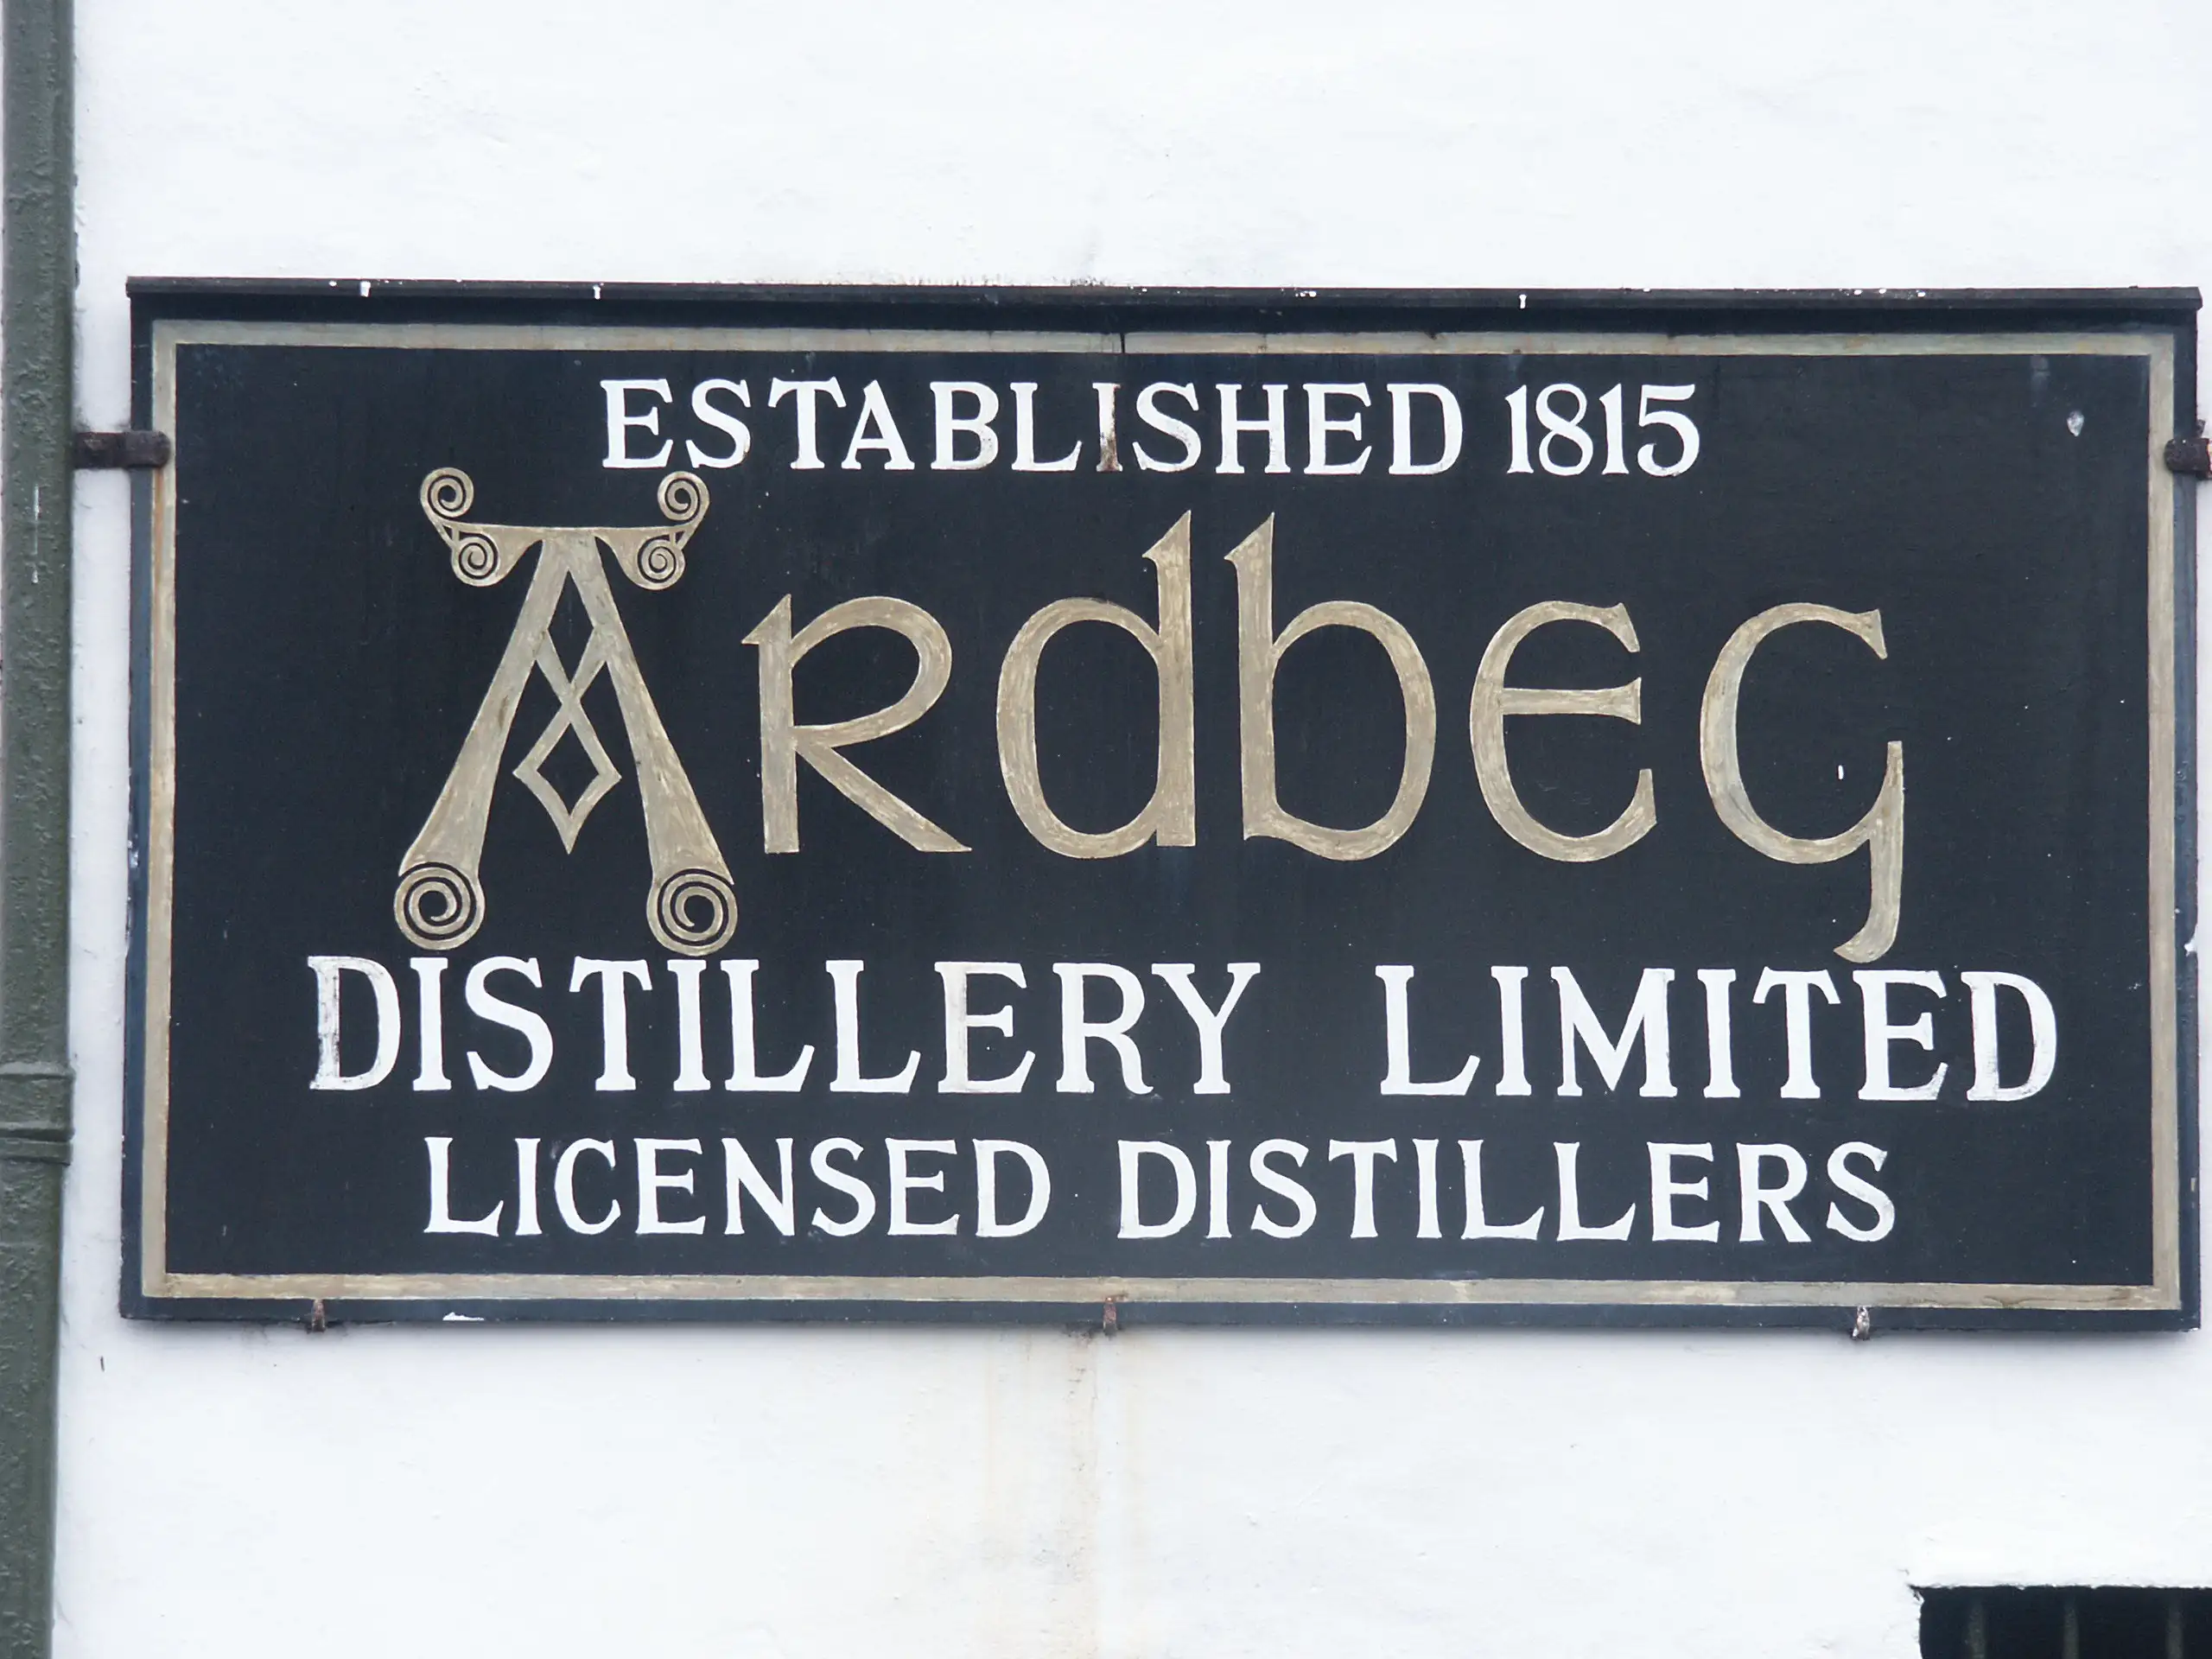 ESTABLISHED 1815
Ardbeg
DISTILLERY LIMITED
LICENSED DISTILLERS